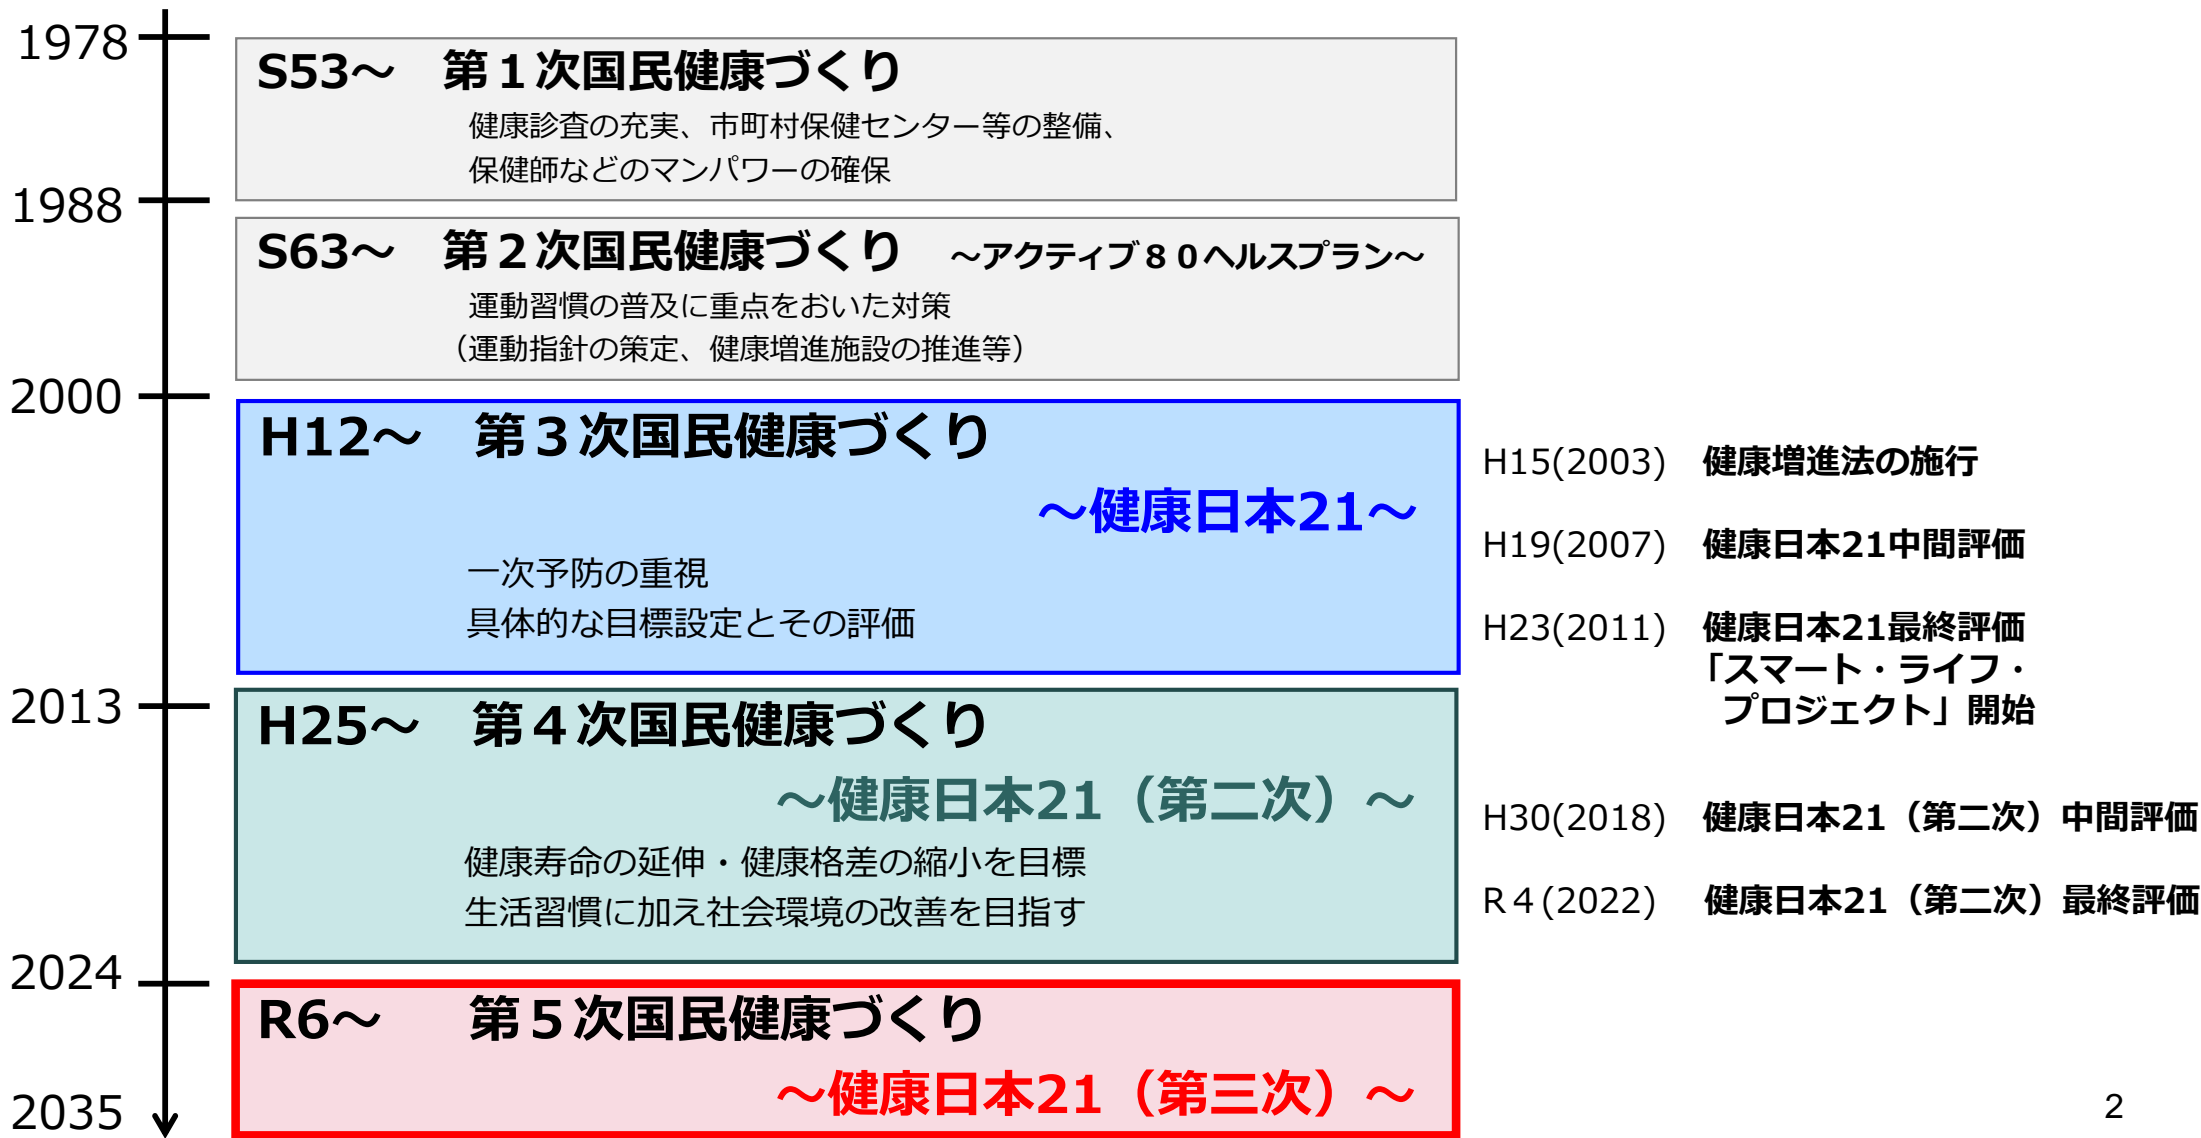 1978
S53～　第１次国民健康づくり
健康診査の充実、市町村保健センター等の整備、
保健師などのマンパワーの確保
1988
S63～　第２次国民健康づくり　～アクティブ８０ヘルスプラン～
運動習慣の普及に重点をおいた対策
（運動指針の策定、健康増進施設の推進等）
2000
H12～　第３次国民健康づくり
～健康日本21～
一次予防の重視
具体的な目標設定とその評価
H15(2003)　健康増進法の施行
H19(2007)　健康日本21中間評価
H23(2011)　健康日本21最終評価
「スマート・ライフ・
プロジェクト」開始
2013
H25～　第４次国民健康づくり
～健康日本21（第二次）～
健康寿命の延伸・健康格差の縮小を目標
生活習慣に加え社会環境の改善を目指す
H30(2018)　健康日本21（第二次）中間評価
R４(2022)　健康日本21（第二次）最終評価
2024
R6～　第５次国民健康づくり
～健康日本21（第三次）～
2035
2